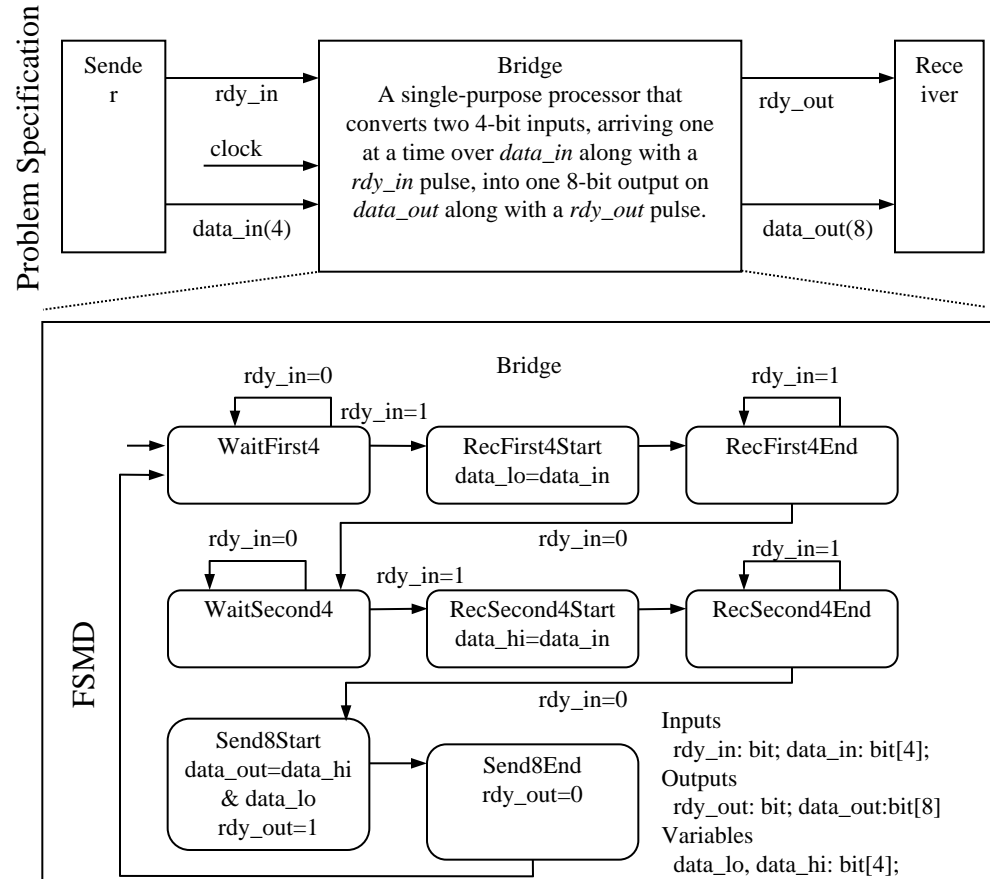 Problem Specification
Sende
r
rdy_in
clock
data_in(4)
Bridge
A single-purpose processor that
converts two 4-bit inputs, arriving one
at a time over data_in along with a
rdy_in pulse, into one 8-bit output on
data_out along with a rdy_out pulse.
rdy_out
data_out(8)
Rece
iver
FSMD
Bridge
rdy_in=0
WaitFirst4
rdy_in=1
RecFirst4Start
data_lo=data_in
rdy_in=1
RecFirst4End
rdy_in=0
rdy_in=0
WaitSecond4
rdy_in=1
RecSecond4Start
data_hi=data_in
rdy_in=1
RecSecond4End
rdy_in=0
Send8Start
data_out=data_hi
& data_lo
rdy_out=1
Send8End
rdy_out=0
Inputs
rdy_in: bit; data_in: bit[4];
Outputs
rdy_out: bit; data_out:bit[8]
Variables
data_lo, data_hi: bit[4];